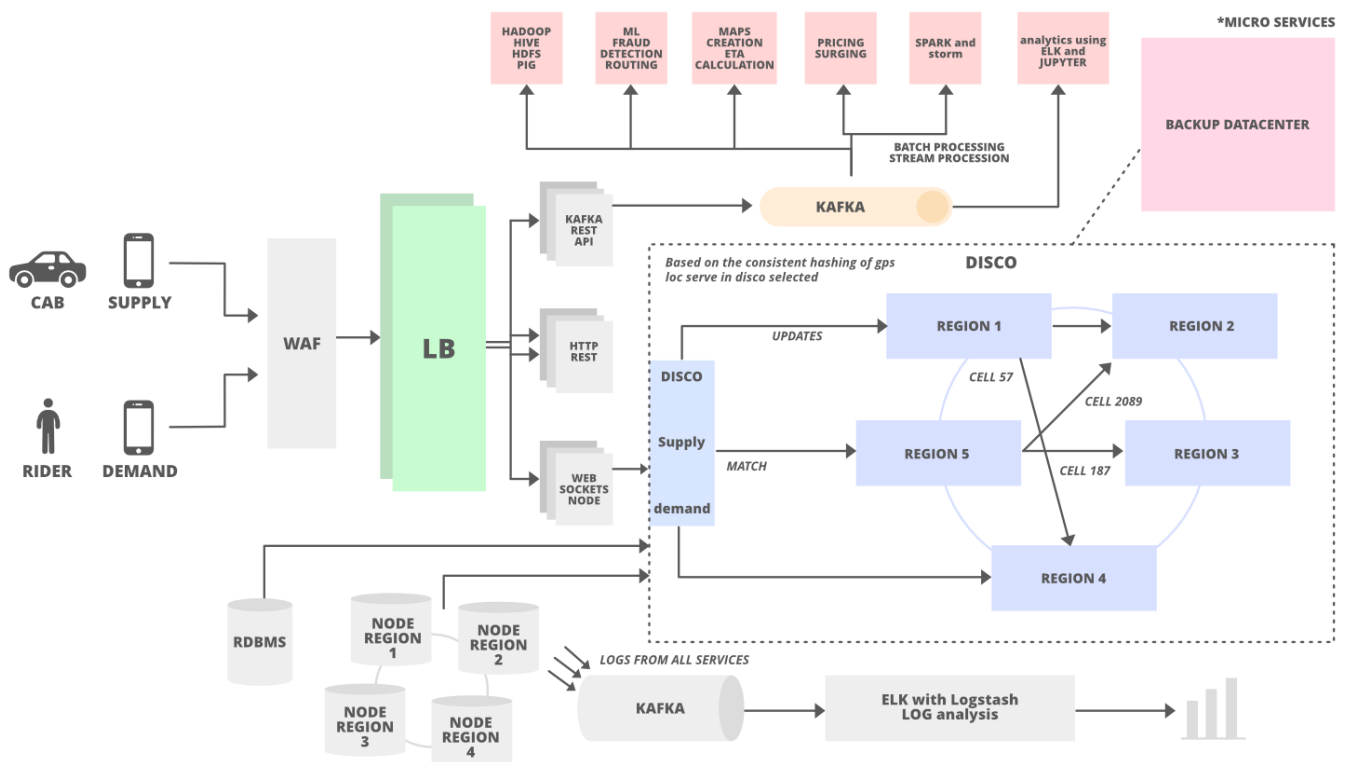 *MICRO SERVICES
HADOOP
HIVE
HDFS
PIG
ML
FRAUD
DETECTION
ROUTING
MAPS
CREATION
ETA
CALCULATION
PRICING
SURGING
SPARK and
storm
analytics using
ELK and
JUPYTER
BACKUP DATACENTER
BATCH PROCESSING
STREAM PROCESSION
KAFKA
REST
API
KAFKA
CAB
SUPPLY
WAF
LB
HTTP
REST
RIDER
DEMAND
WEB
SOCKETS
NODE
Based on the consistent hashing of gps
loc serve in disco selected
DISCO
UPDATES
REGION 1
REGION 2
DISCO
Supply
demand
CELL 57
CELL 2089
MATCH
REGION 5
REGION 3
CELL 187
REGION 4
RDBMS
NODE
REGION
1
NODE
REGION
2
NODE
REGION
3
NODE
REGION
4
LOGS FROM ALL SERVICES
KAFKA
ELK with Logstash
LOG analysis